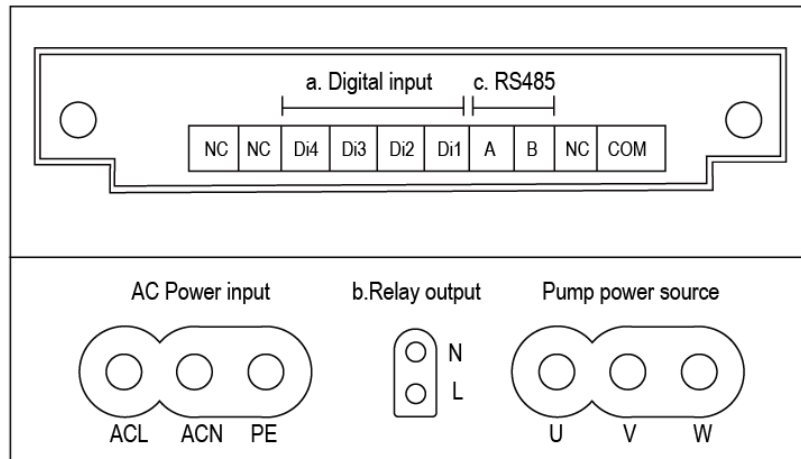 a. Digital input c. RS485
NC NC Di4 Di3 Di2 Di1 A B NC COM
AC Power input b.Relay output Pump power source
N
L
ACL ACN PE U V W